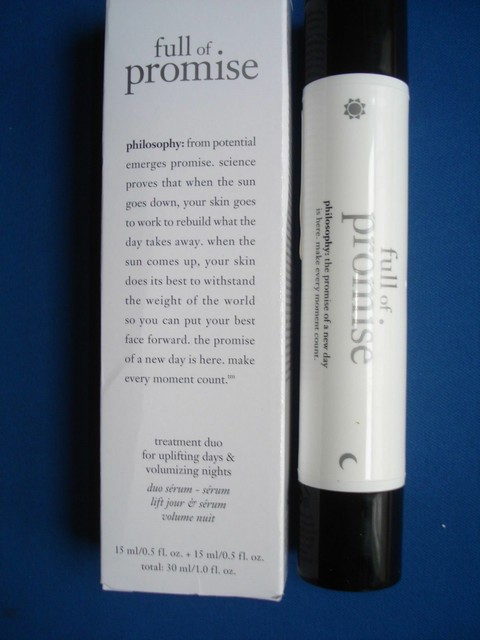 full of
promise
philosophy: from potential
emerges promise. science
proves that when the sun
goes down, your skin goes
to work to rebuild what the
day takes away. when the
sun comes up, your skin
does its best to withstand
the weight of the world
so you can put your best
face forward. the promise
of a new day is here. make
every moment count.™
treatment duo
for uplifting days &
volumizing nights
duo sérum - sérum
lift jour & sérum
volume nuit
15 ml/0.5 fl. oz. + 15 ml/0.5 fl. oz.
total: 30 ml/1.0 fl. oz.
full of
promise
philosophy: the promise of a new day
is here. make every moment count.